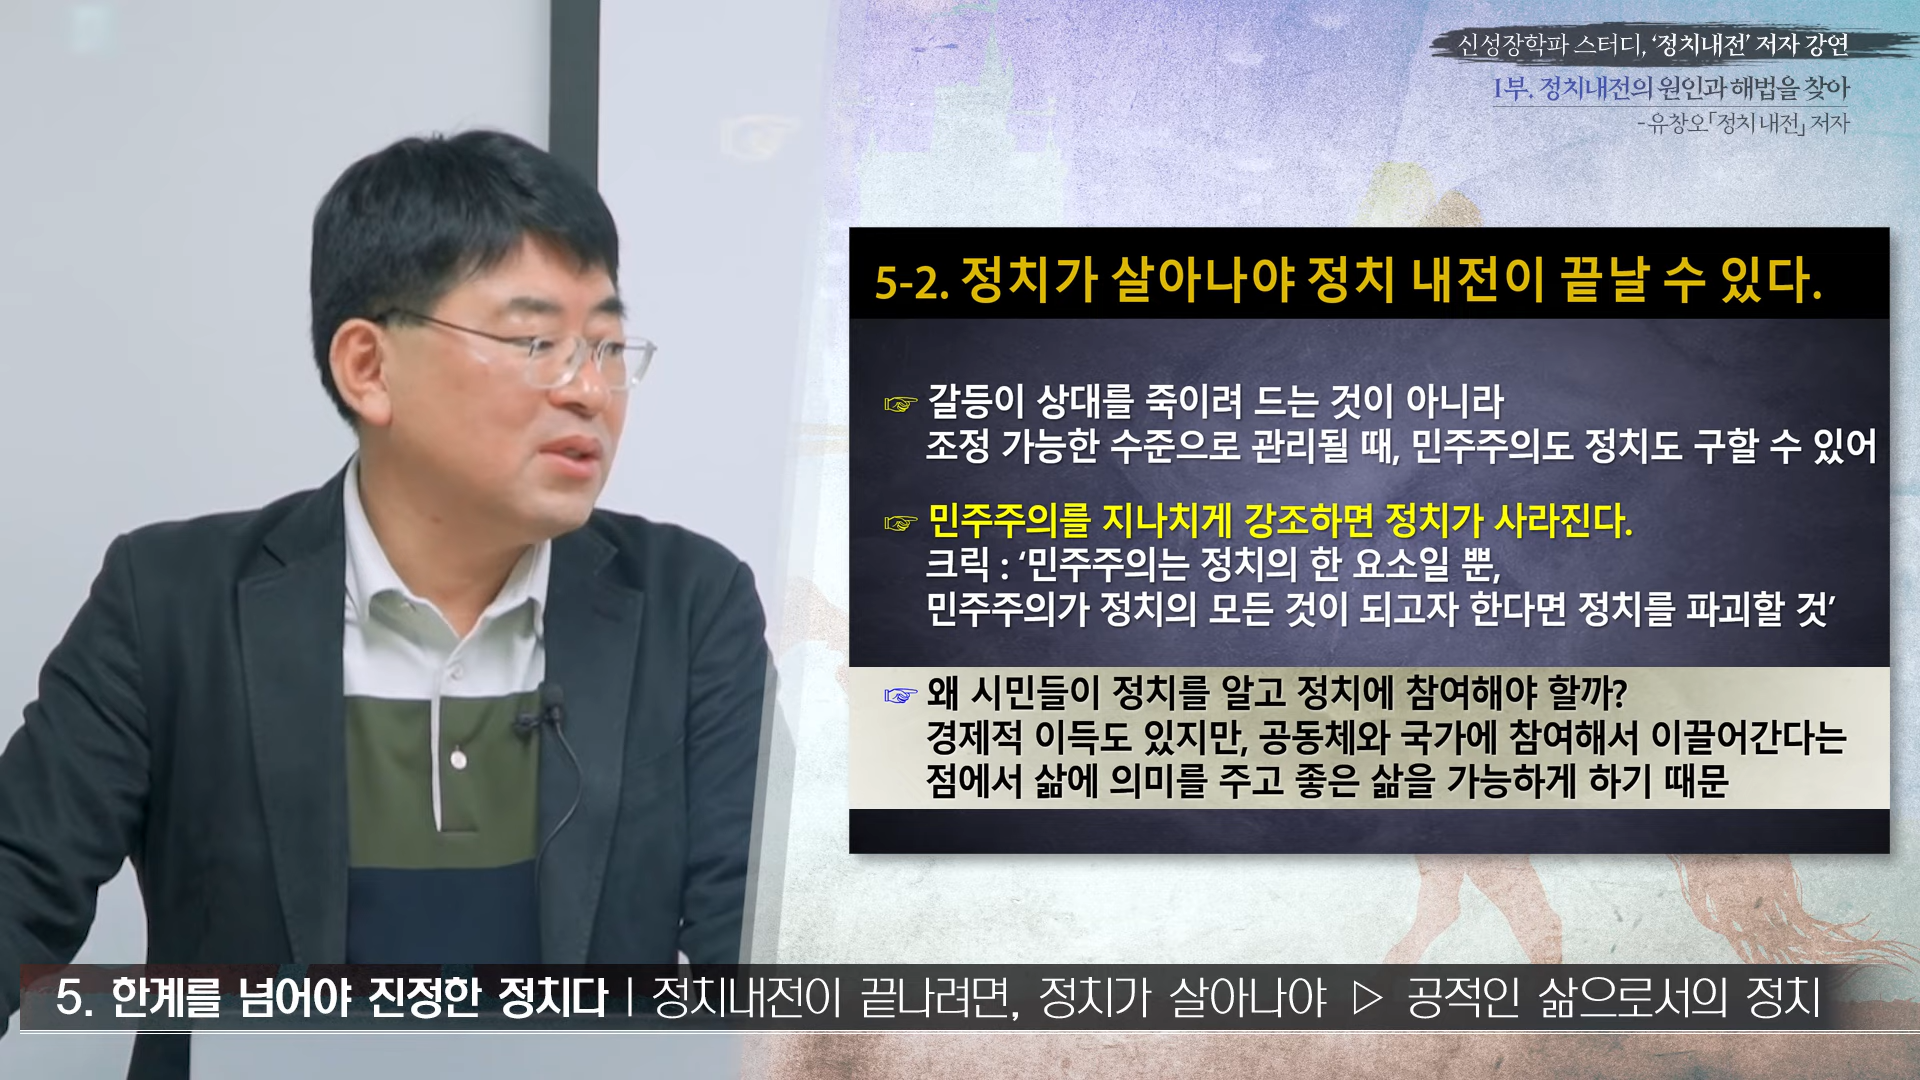 신성장학파 스터디, ‘정치내전’ 저자 강연
1부. 정치내전의 원인과 해법을 찾아
-유창오「정치 내전」 저자
5-2. 정치가 살아나야 정치 내전이 끝날 수 있다.
☞ 갈등이 상대를 죽이려 드는 것이 아니라
조정 가능한 수준으로 관리될 때, 민주주의도 정치도 구할 수 있어
☞ 민주주의를 지나치게 강조하면 정치가 사라진다.
크릭 : ‘민주주의는 정치의 한 요소일 뿐,
민주주의가 정치의 모든 것이 되고자 한다면 정치를 파괴할 것’
☞ 왜 시민들이 정치를 알고 정치에 참여해야 할까?
경제적 이득도 있지만, 공동체와 국가에 참여해서 이끌어간다는
점에서 삶에 의미를 주고 좋은 삶을 가능하게 하기 때문
5. 한계를 넘어야 진정한 정치다 | 정치내전이 끝나려면, 정치가 살아나야 ▷ 공적인 삶으로서의 정치